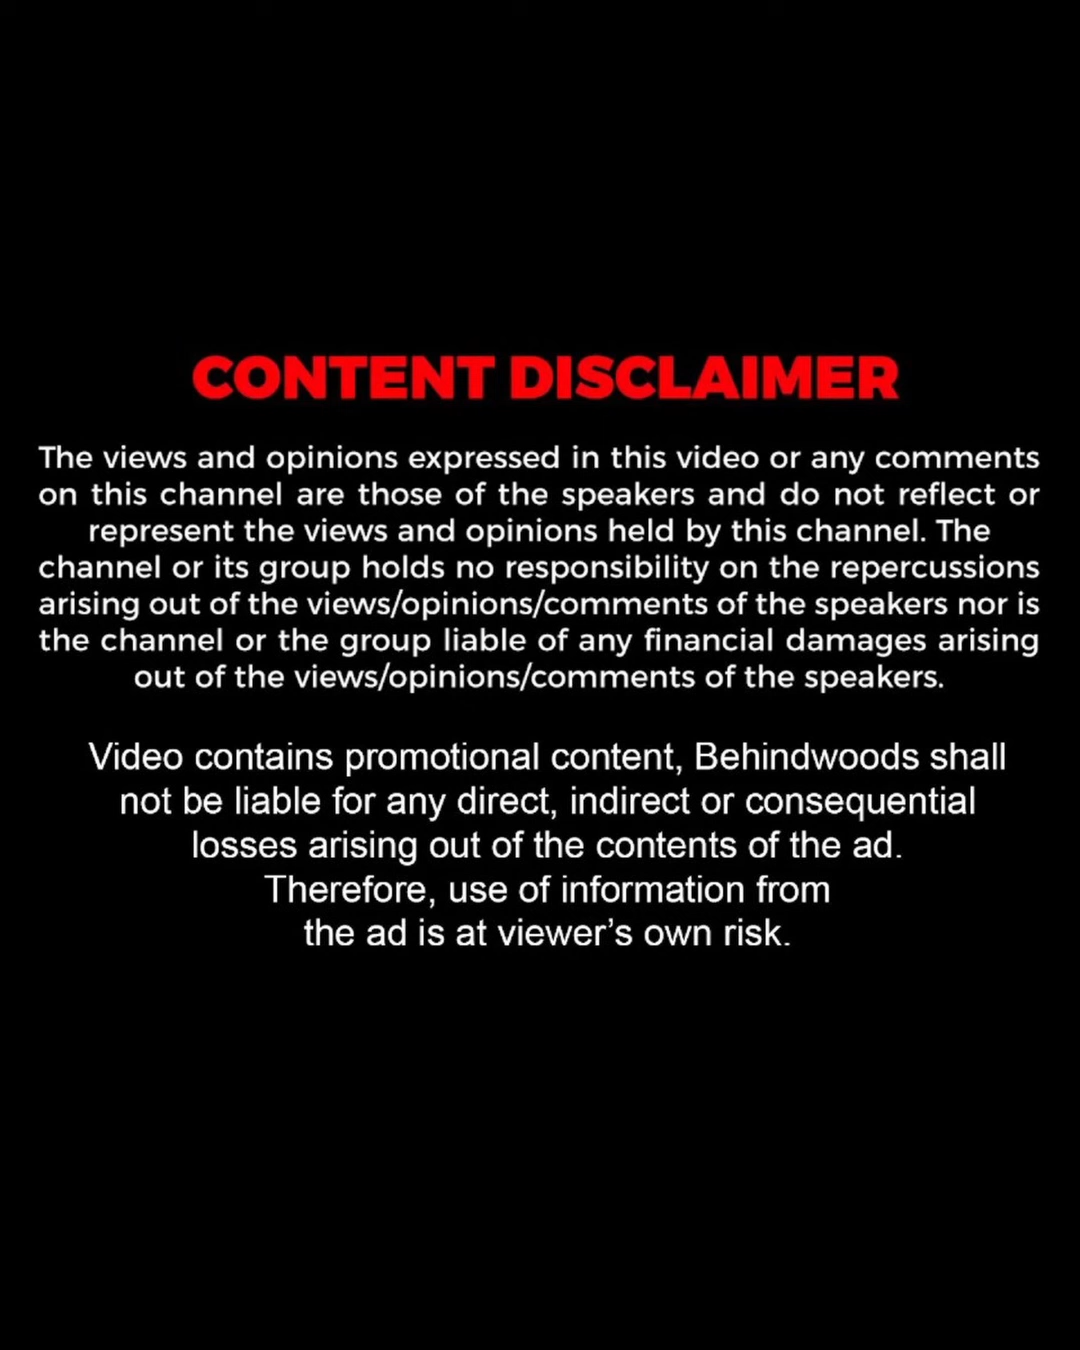 CONTENT DISCLAIMER
The views and opinions expressed in this video or any comments
on this channel are those of the speakers and do not reflect or
represent the views and opinions held by this channel. The
channel or its group holds no responsibility on the repercussions
arising out of the views/opinions/comments of the speakers nor is
the channel or the group liable of any financial damages arising
out of the views/opinions/comments of the speakers.
Video contains promotional content, Behindwoods shall
not be liable for any direct, indirect or consequential
losses arising out of the contents of the ad.
Therefore, use of information from
the ad is at viewer’s own risk.